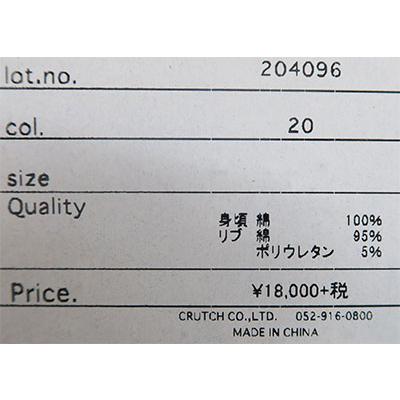 lot.no. 204096
col. 20
size
Quality
身頃 綿 100%
リブ 綿 95%
ポリウレタン 5%
Price. ¥18,000+税
CRUTCH CO.,LTD. 052-916-0800
MADE IN CHINA